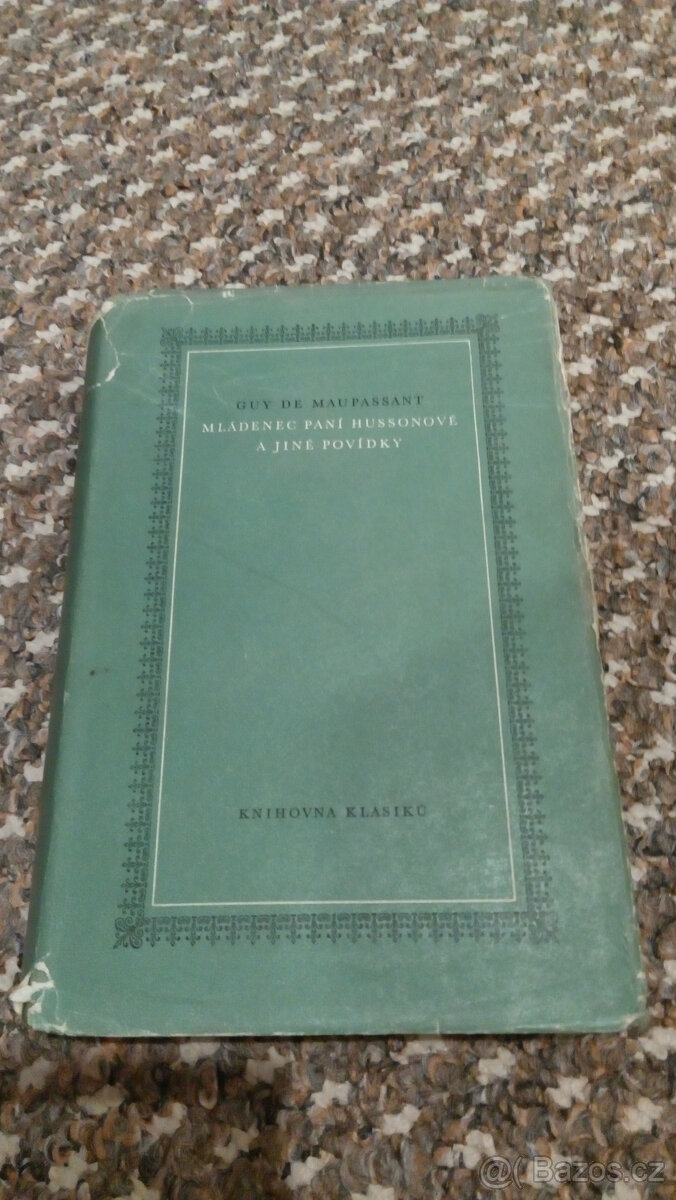 GUY DE MAUPASSANT
MLÁDENEC PANÍ HUSSONOVÉ
A JINÉ POVÍDKY
KNIHOVNA KLASIKŮ
@( Bazos.cz